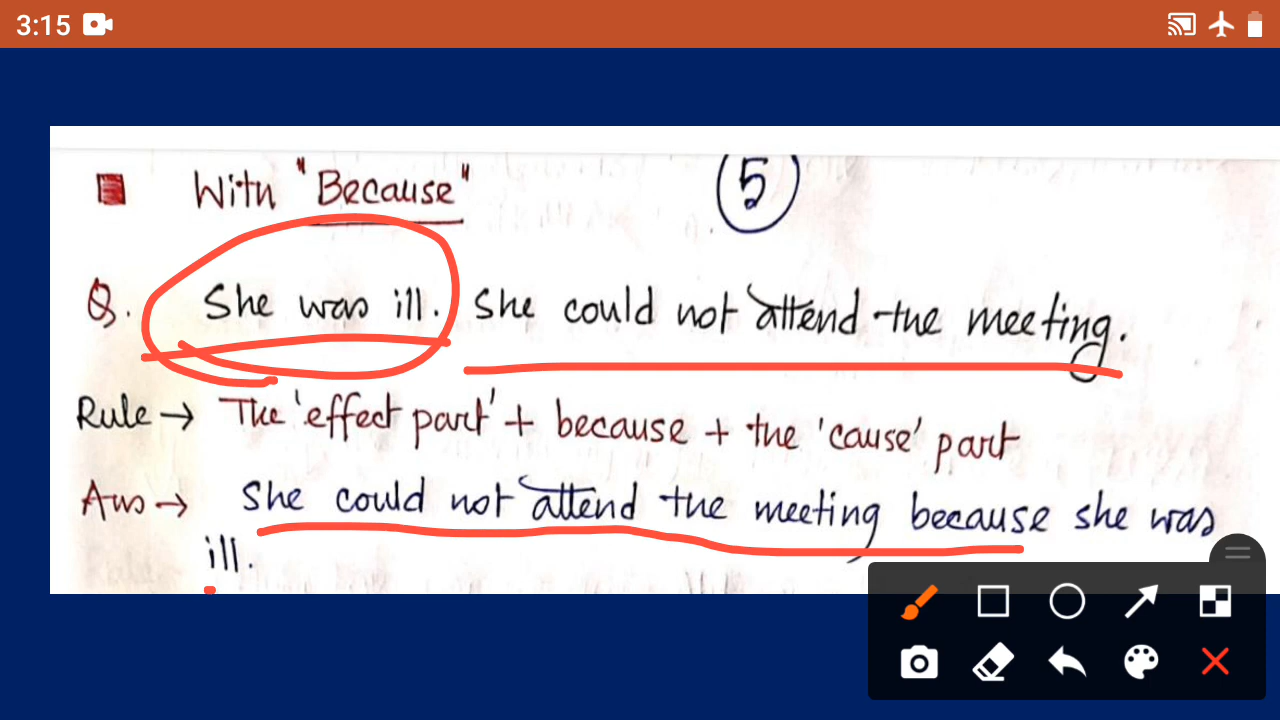 3:15
With "Because"
5
Q. She was ill. She could not attend the meeting.
Rule → The 'effect part' + because + the 'cause' part
Ans → She could not attend the meeting because she was
ill.